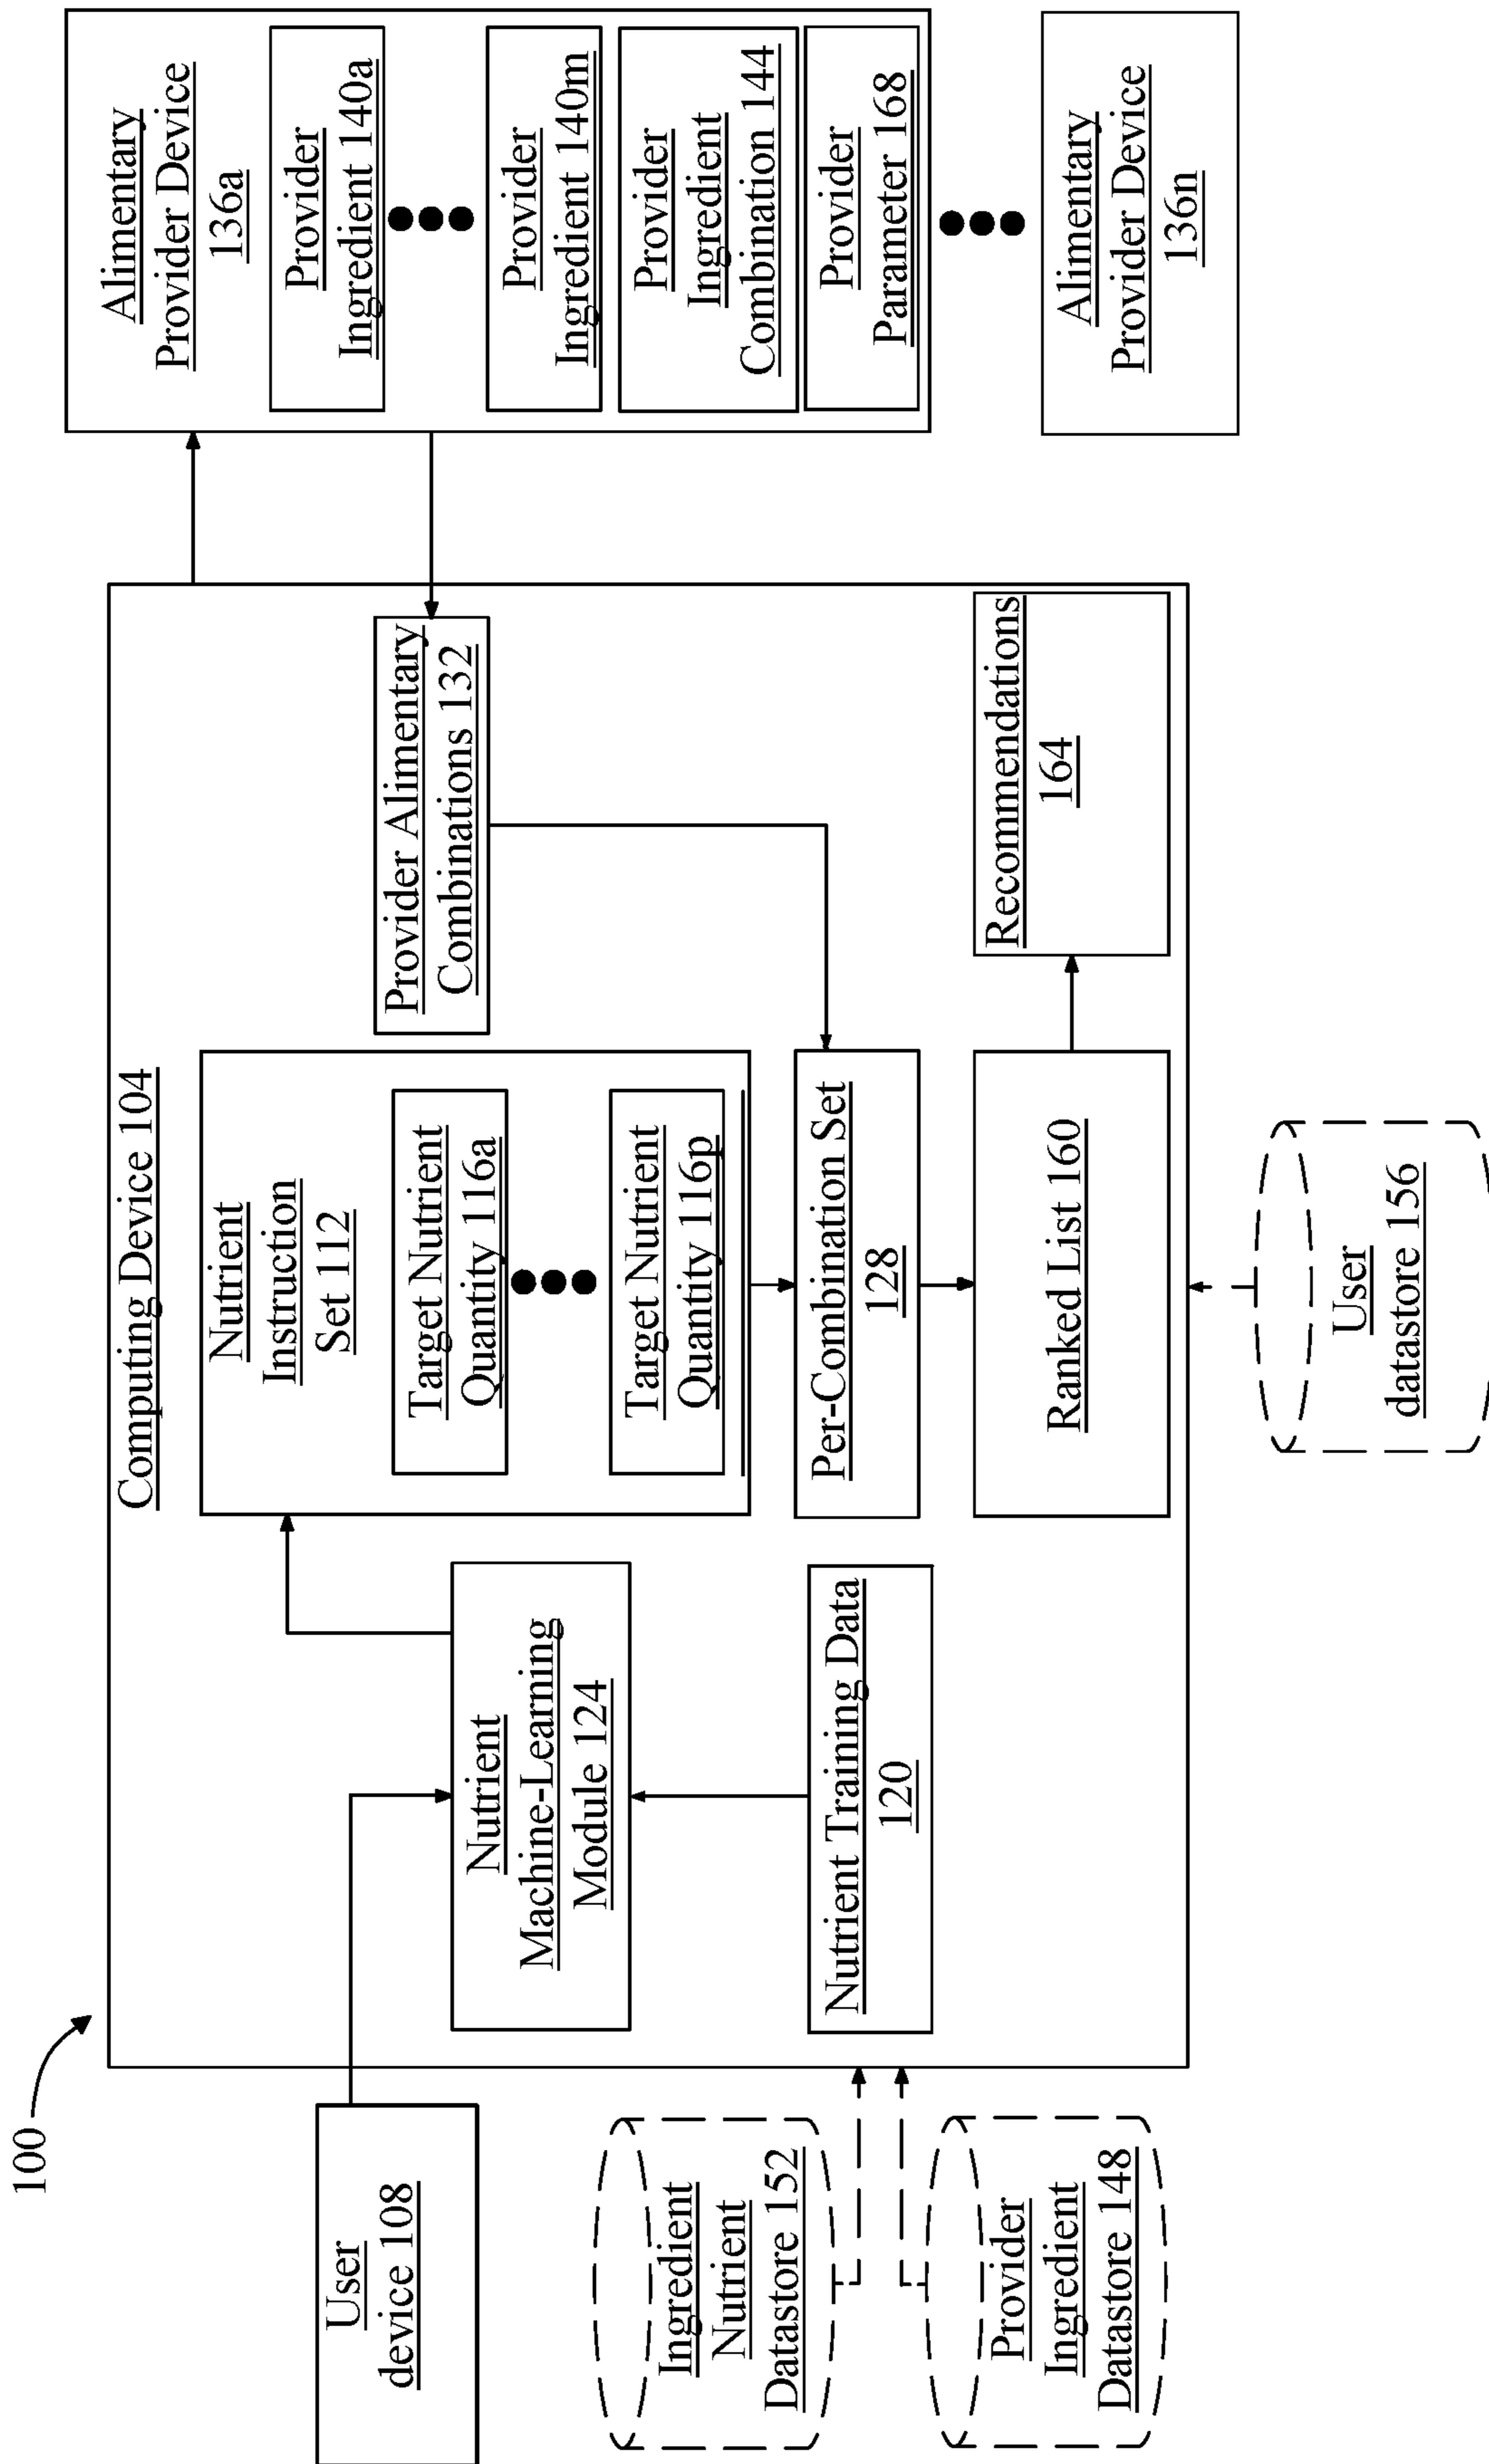 100
User
device 108
Ingredient
Nutrient
Datastore 152
Provider
Ingredient
Datastore 148
Computing Device 104
Nutrient
Machine-Learning
Module 124
Nutrient Training Data
120
Nutrient
Instruction
Set 112
Target Nutrient
Quantity 116a
Target Nutrient
Quantity 116p
Per-Combination Set
128
Ranked List 160
User
datastore 156
Provider Alimentary
Combinations 132
Recommendations
164
Alimentary
Provider Device
136a
Provider
Ingredient 140a
Provider
Ingredient 140m
Provider
Ingredient
Combination 144
Provider
Parameter 168
Alimentary
Provider Device
136n